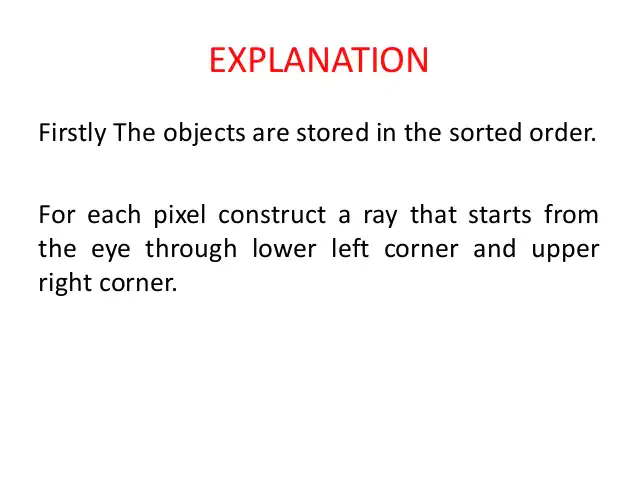 EXPLANATION
Firstly The objects are stored in the sorted order.
For each pixel construct a ray that starts from
the eye through lower left corner and upper
right corner.